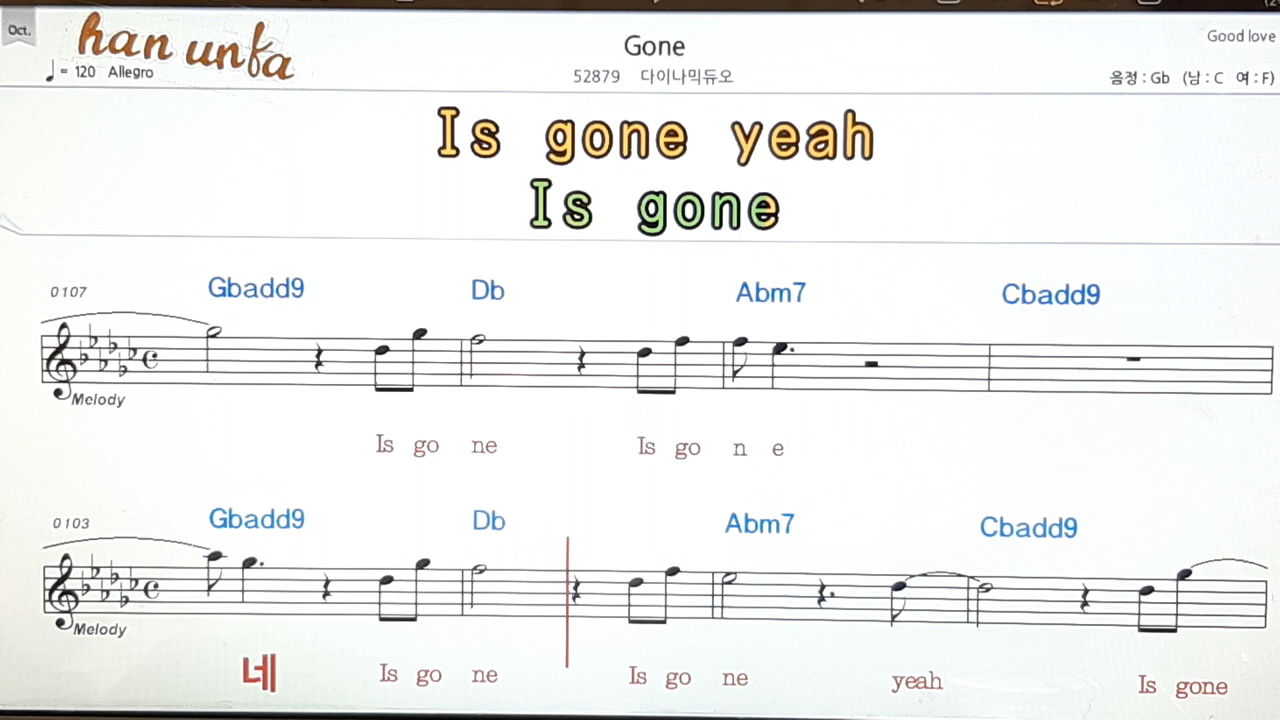 Oct.
han unfa
♩ = 120 Allegro
Gone
52879 다이나믹듀오
Good love
음정 : Gb (남 : C 여 : F)
Is gone yeah
Is gone
0107
Gbadd9 Db Abm7 Cbadd9
Melody
Is go ne Is go n e
0103
Gbadd9 Db Abm7 Cbadd9
Melody
네 Is go ne Is go ne yeah Is gone